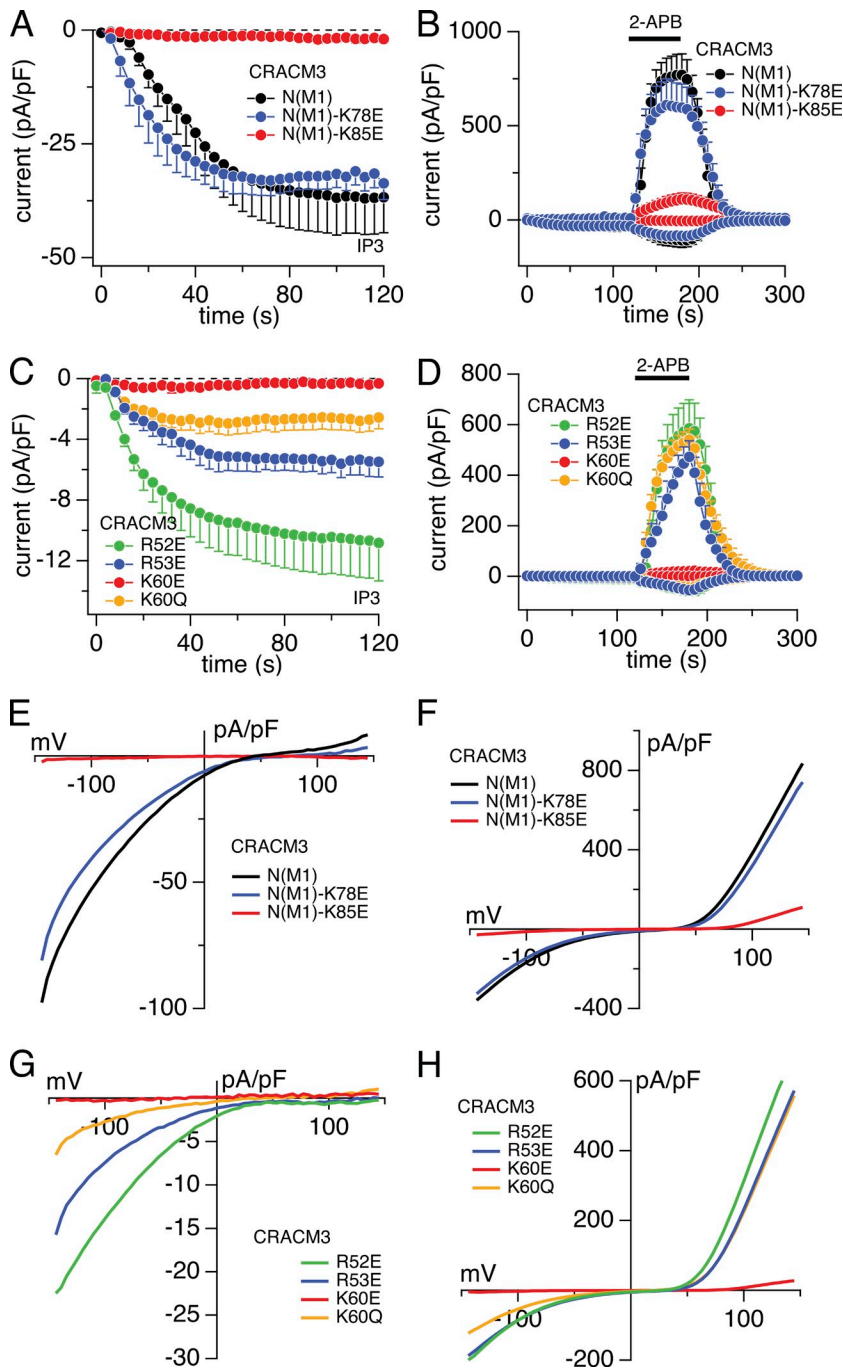 A
0
-25
-50
current (pA/pF)
0
40
80
120
time (s)
CRACM3
N(M1)
N(M1)-K78E
N(M1)-K85E
IP3
B
2-APB
1000
500
0
current (pA/pF)
0
100
200
300
time (s)
CRACM3
N(M1)
N(M1)-K78E
N(M1)-K85E
C
0
-4
-8
-12
current (pA/pF)
0
40
80
120
time (s)
CRACM3
R52E
R53E
K60E
K60Q
IP3
D
2-APB
800
600
400
200
0
current (pA/pF)
0
100
200
300
time (s)
CRACM3
R52E
R53E
K60E
K60Q
E
mV
pA/pF
-100
100
-50
-100
CRACM3
N(M1)
N(M1)-K78E
N(M1)-K85E
F
pA/pF
CRACM3
N(M1)
N(M1)-K78E
N(M1)-K85E
800
400
mV
-100
100
-400
G
mV
pA/pF
-100
100
-5
-10
-15
-20
-25
-30
CRACM3
R52E
R53E
K60E
K60Q
H
600
pA/pF
CRACM3
R52E
R53E
K60E
K60Q
400
200
mV
-100
100
-200